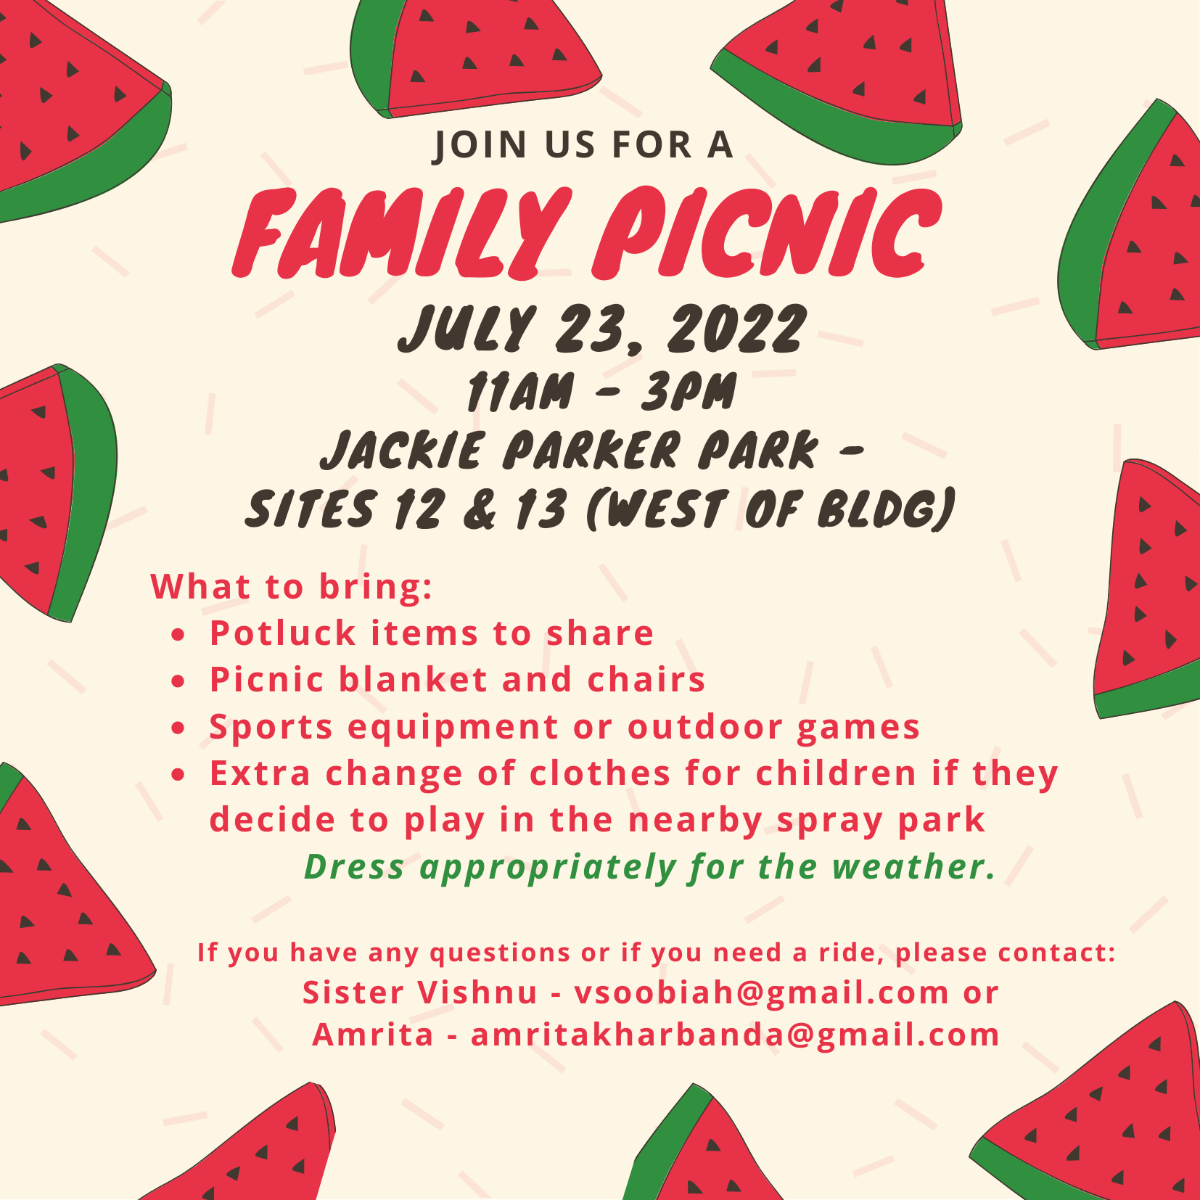 JOIN US FOR A
FAMILY PICNIC
JULY 23, 2022
11AM - 3PM
JACKIE PARKER PARK -
SITES 12 & 13 (WEST OF BLDG)
What to bring:
• Potluck items to share
• Picnic blanket and chairs
• Sports equipment or outdoor games
• Extra change of clothes for children if they
decide to play in the nearby spray park
Dress appropriately for the weather.
If you have any questions or if you need a ride, please contact:
Sister Vishnu - vsoobiah@gmail.com or
Amrita - amritakharbanda@gmail.com